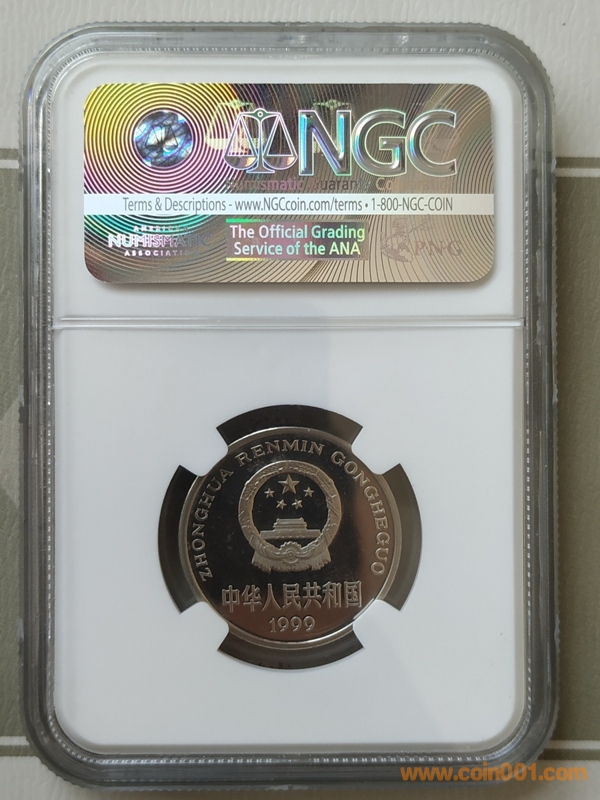 NGC
Numismatic Guaranty Co
Terms & Descriptions - www.NGCcoin.com/terms • 1-800-NGC-COIN
AMERICAN
NUMISMATIC
ASSOCIATION
The Official Grading
Service of the ANA
PNG
ZHONGHUA RENMIN GONGHEGUO
中华人民共和国
1999
www.coin001.com